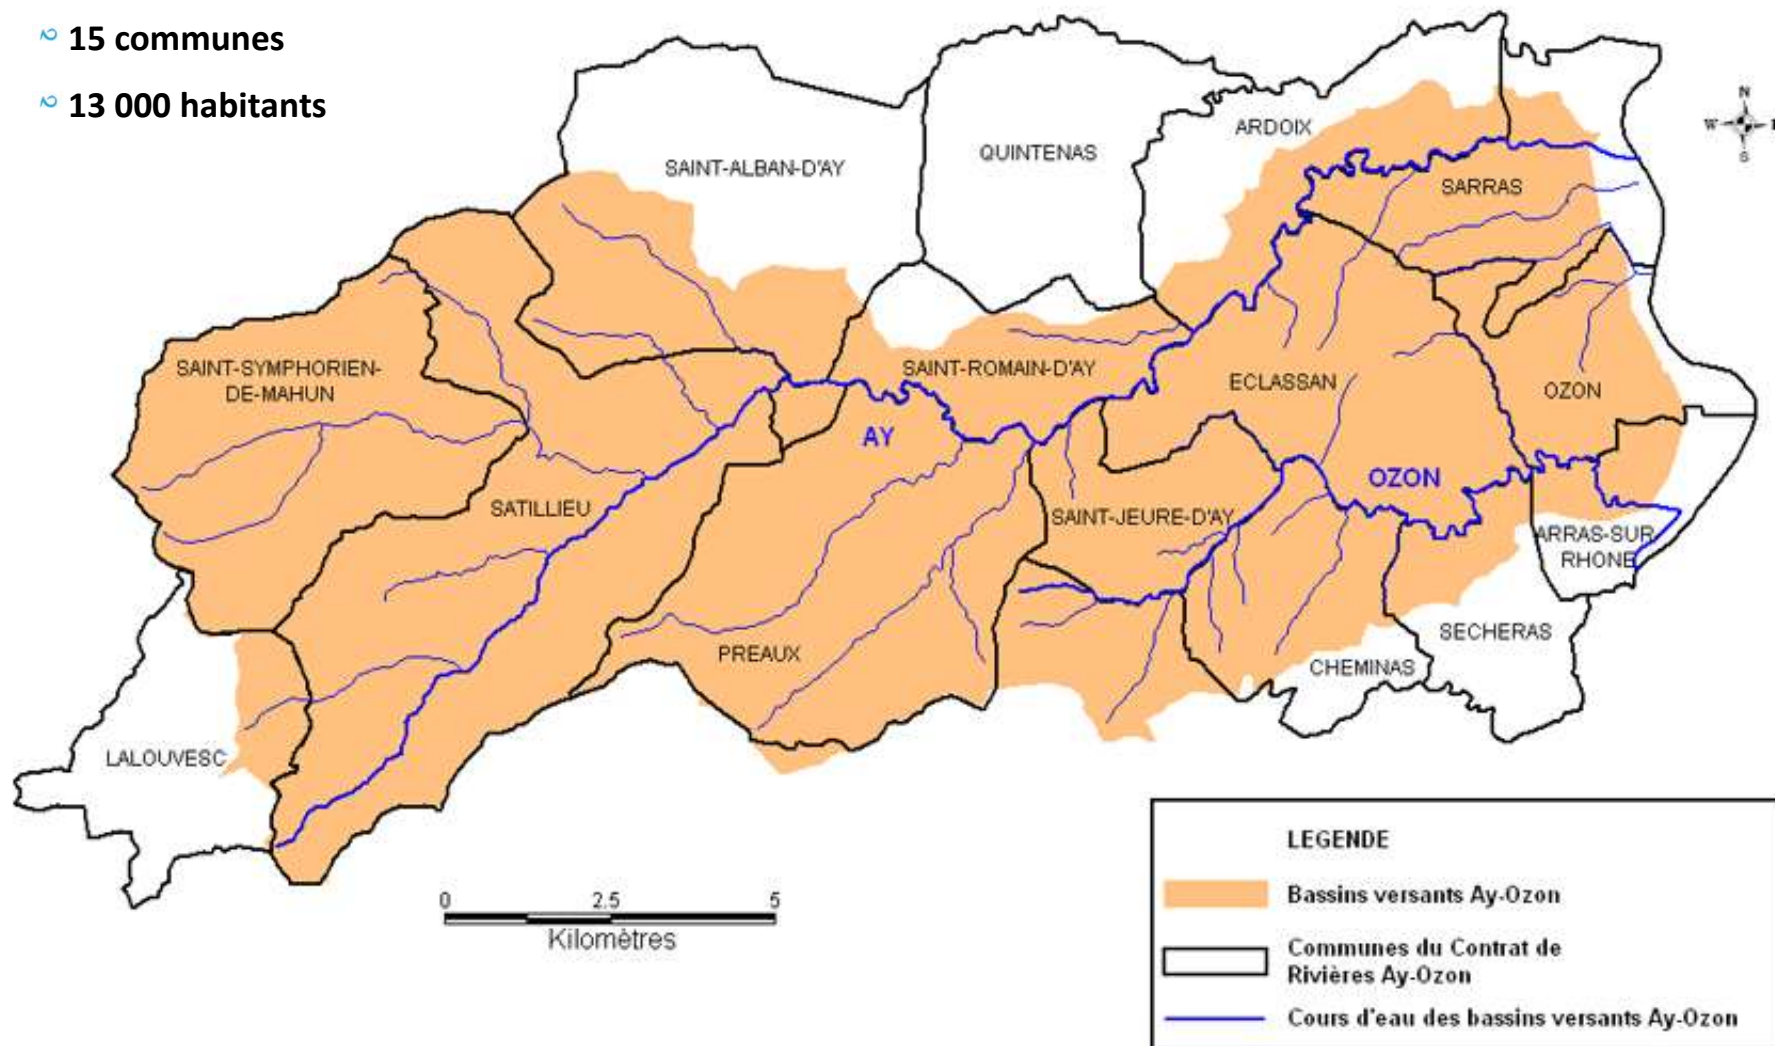 15 communes
13 000 habitants
N
W
S
ARDOIX
QUINTENAS
SAINT-ALBAN-D'AY
SARRAS
SAINT-SYMPHORIEN-
DE-MAHUN
SAINT-ROMAIN-D'AY
ECLASSAN
OZON
AY
OZON
SATILLIEU
SAINT-JEURE-D'AY
ARRAS-SUR
RHONE
SECHERAS
PREAUX
CHEMINAS
LALOUVESC
0 2.5 5
Kilomètres
LEGENDE
Bassins versants Ay-Ozon
Communes du Contrat de
Rivières Ay-Ozon
Cours d'eau des bassins versants Ay-Ozon